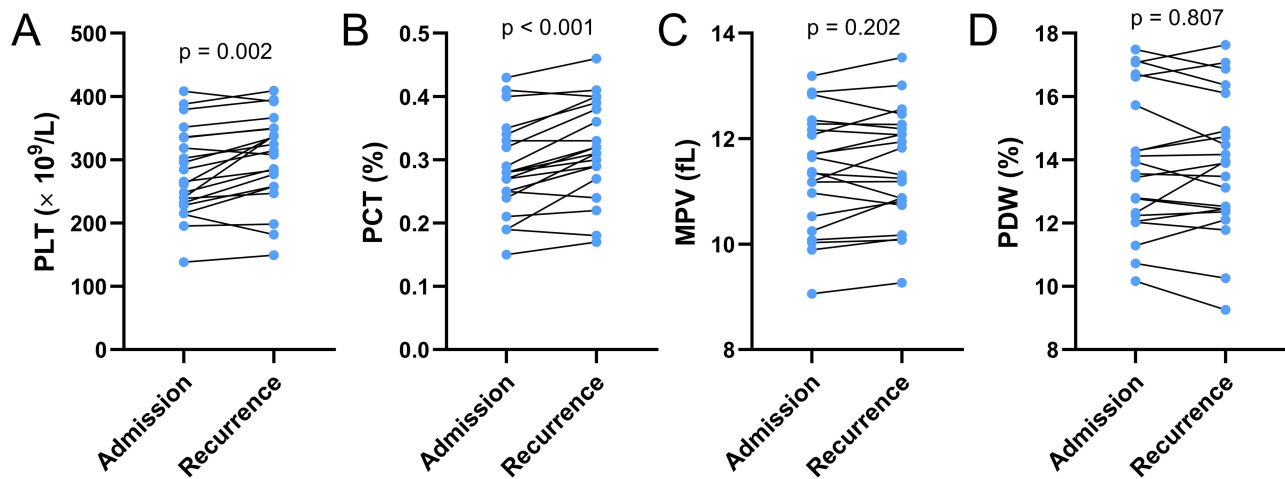 A
p = 0.002
PLT (× 10⁹/L)
500
400
300
200
100
0
Admission
Recurrence
B
p < 0.001
PCT (%)
0.5
0.4
0.3
0.2
0.1
0.0
Admission
Recurrence
C
p = 0.202
MPV (fL)
14
12
10
8
Admission
Recurrence
D
p = 0.807
PDW (%)
18
16
14
12
10
8
Admission
Recurrence